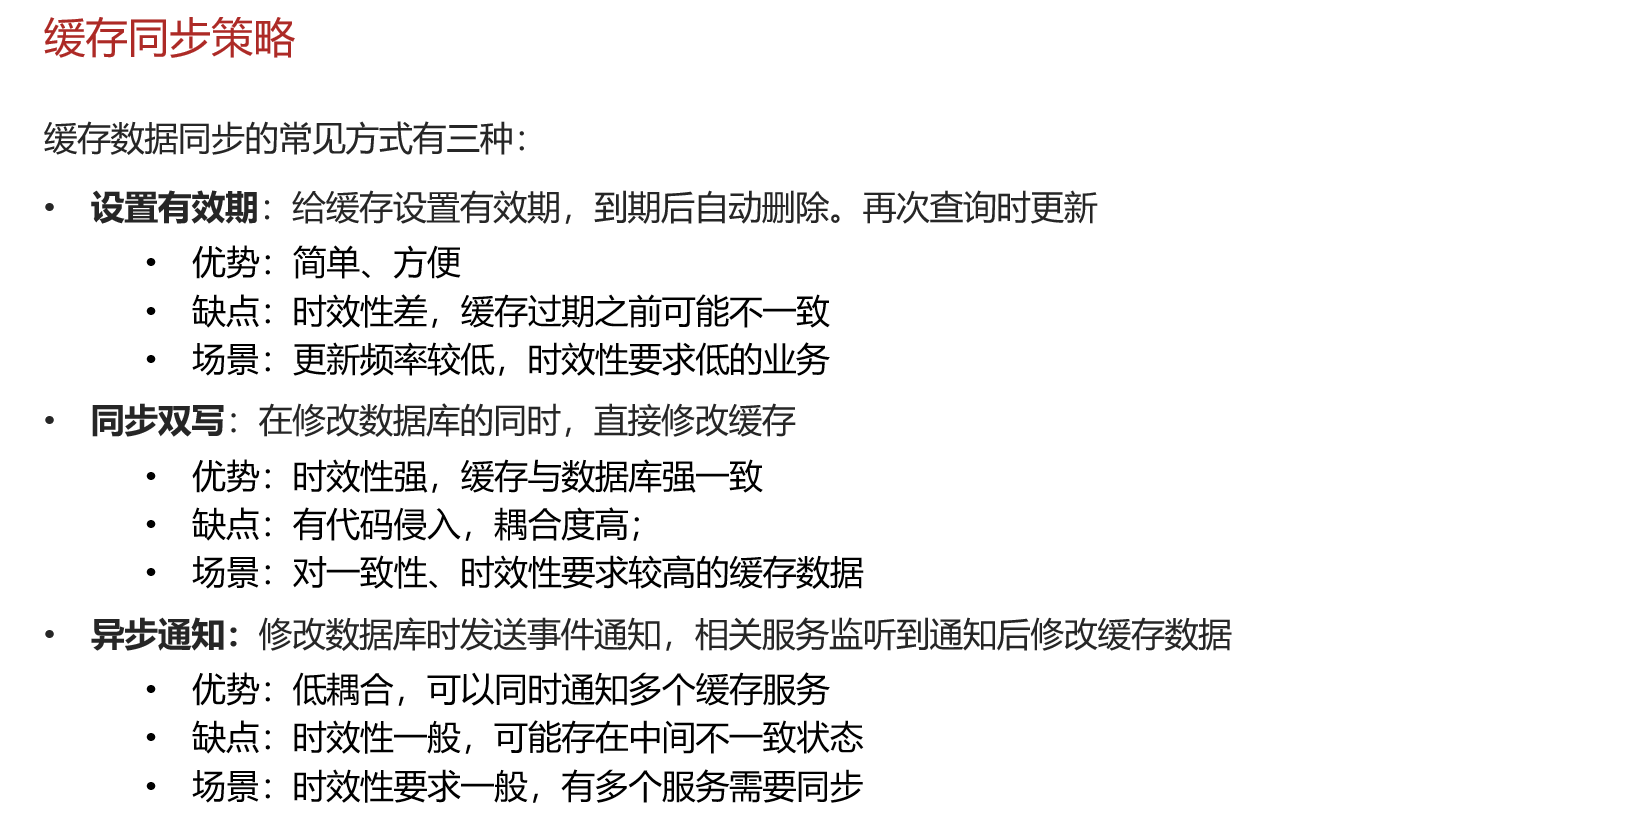 缓存同步策略
缓存数据同步的常见方式有三种：
• 设置有效期：给缓存设置有效期，到期后自动删除。再次查询时更新
• 优势：简单、方便
• 缺点：时效性差，缓存过期之前可能不一致
• 场景：更新频率较低，时效性要求低的业务
• 同步双写：在修改数据库的同时，直接修改缓存
• 优势：时效性强，缓存与数据库强一致
• 缺点：有代码侵入，耦合度高；
• 场景：对一致性、时效性要求较高的缓存数据
• 异步通知：修改数据库时发送事件通知，相关服务监听到通知后修改缓存数据
• 优势：低耦合，可以同时通知多个缓存服务
• 缺点：时效性一般，可能存在中间不一致状态
• 场景：时效性要求一般，有多个服务需要同步